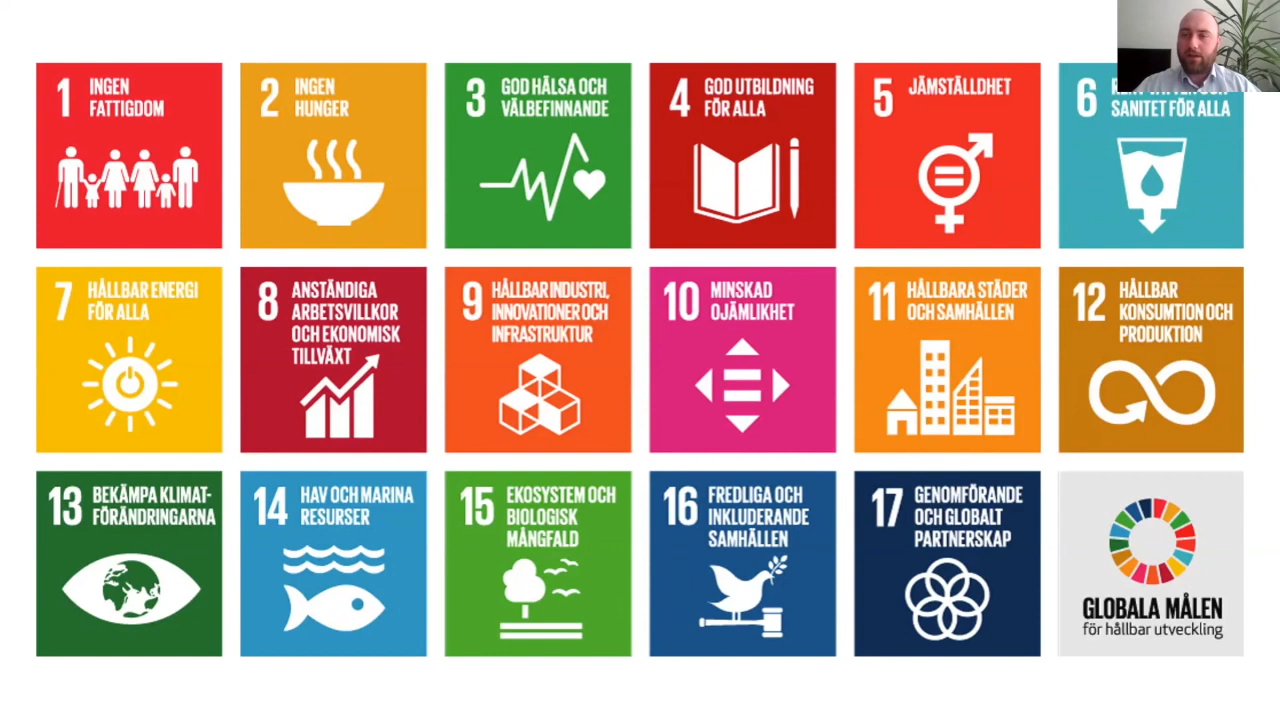 1 INGEN
FATTIGDOM
2 INGEN
HUNGER
3 GOD HÄLSA OCH
VÄLBEFINNANDE
4 GOD UTBILDNING
FÖR ALLA
5 JÄMSTÄLLDHET
6
SANITET FÖR ALLA
7 HÅLLBAR ENERGI
FÖR ALLA
8 ANSTÄNDIGA
ARBETSVILLKOR
OCH EKONOMISK
TILLVÄXT
9 HÅLLBAR INDUSTRI,
INNOVATIONER OCH
INFRASTRUKTUR
10 MINSKAD
OJÄMLIKHET
11 HÅLLBARA STÄDER
OCH SAMHÄLLEN
12 HÅLLBAR
KONSUMTION OCH
PRODUKTION
13 BEKÄMPA KLIMAT-
FÖRÄNDRINGARNA
14 HAV OCH MARINA
RESURSER
15 EKOSYSTEM OCH
BIOLOGISK
MÅNGFALD
16 FREDLIGA OCH
INKLUDERANDE
SAMHÄLLEN
17 GENOMFÖRANDE
OCH GLOBALT
PARTNERSKAP
GLOBALA MÅLEN
för hållbar utveckling